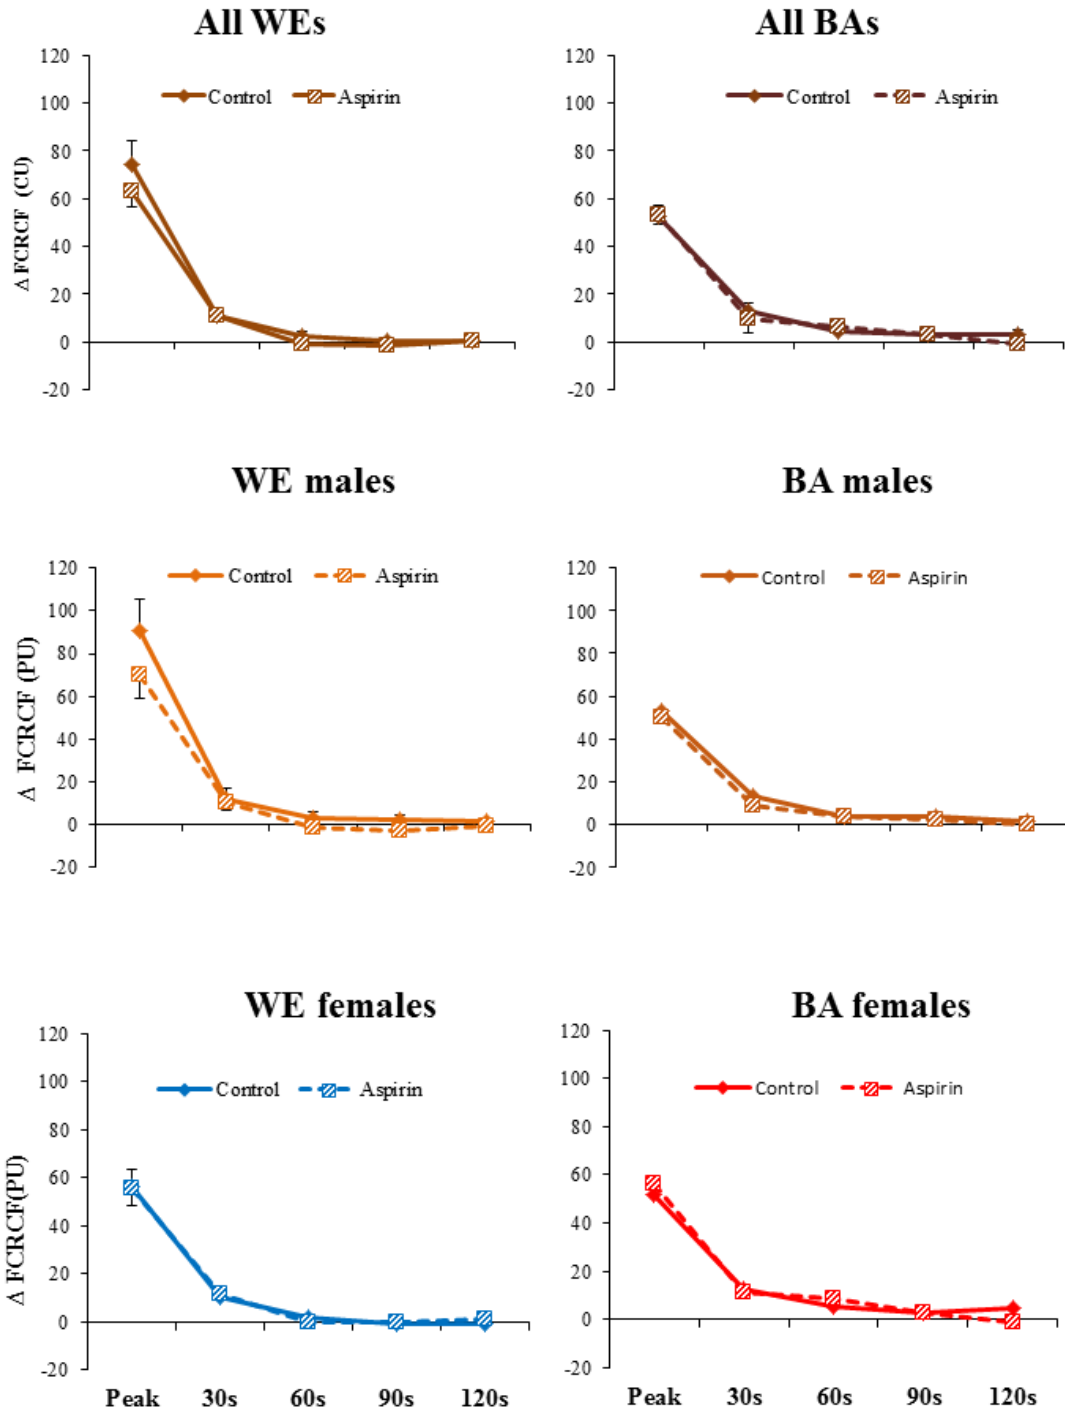 All WEs
All BAs
120
100
80
60
40
20
0
-20
Δ FCRCF (CU)
Control
Aspirin
120
100
80
60
40
20
0
-20
Control
Aspirin
WE males
BA males
120
100
80
60
40
20
0
-20
Δ FCRCF (PU)
Control
Aspirin
120
100
80
60
40
20
0
-20
Control
Aspirin
WE females
BA females
120
100
80
60
40
20
0
-20
Δ FCRCF(PU)
Control
Aspirin
Peak 30s 60s 90s 120s
120
100
80
60
40
20
0
-20
Control
Aspirin
Peak 30s 60s 90s 120s